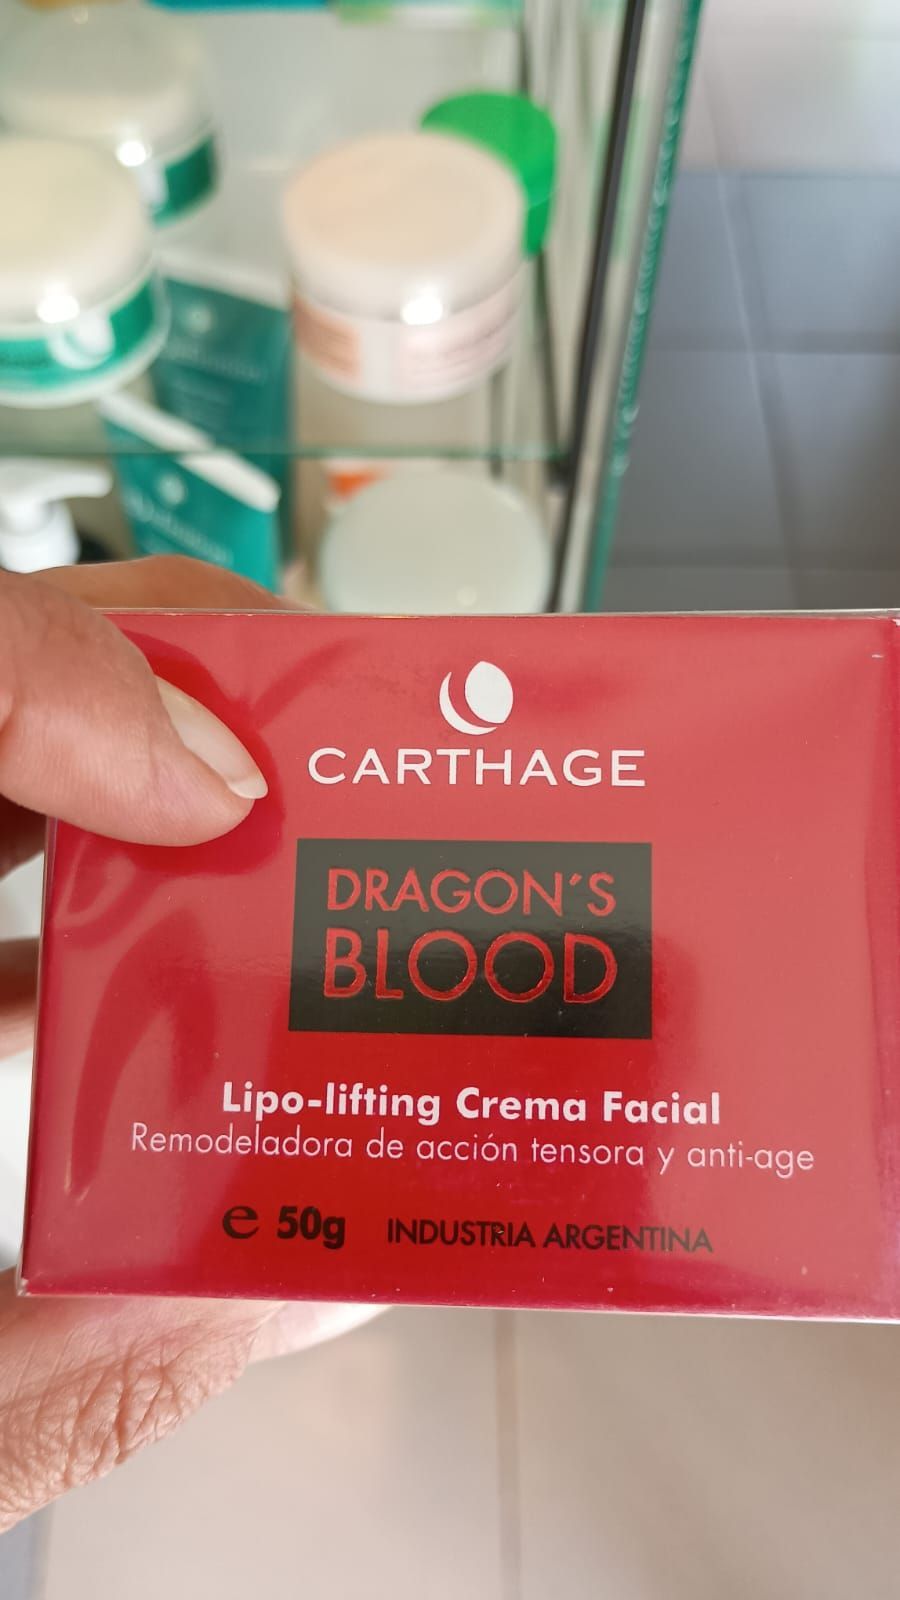 CARTHAGE
DRAGON´S
BLOOD
Lipo-lifting Crema Facial
Remodeladora de acción tensora y anti-age
e 50g INDUSTRIA ARGENTINA